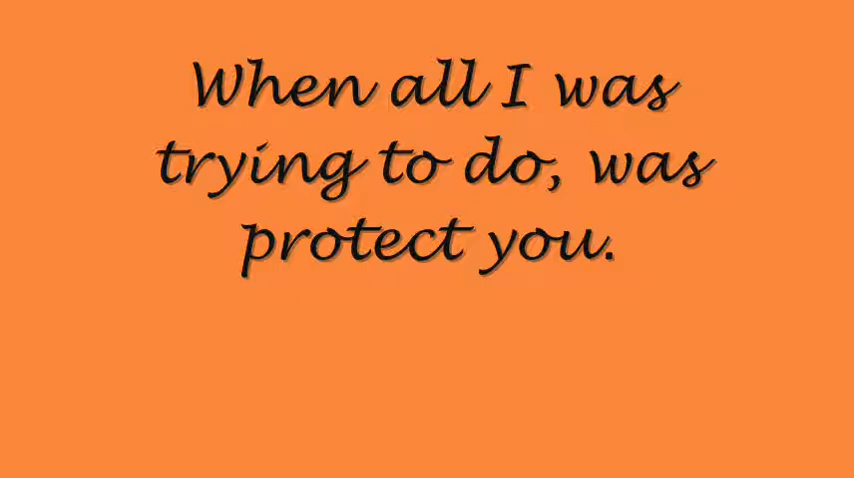 When all I was
trying to do, was
protect you.